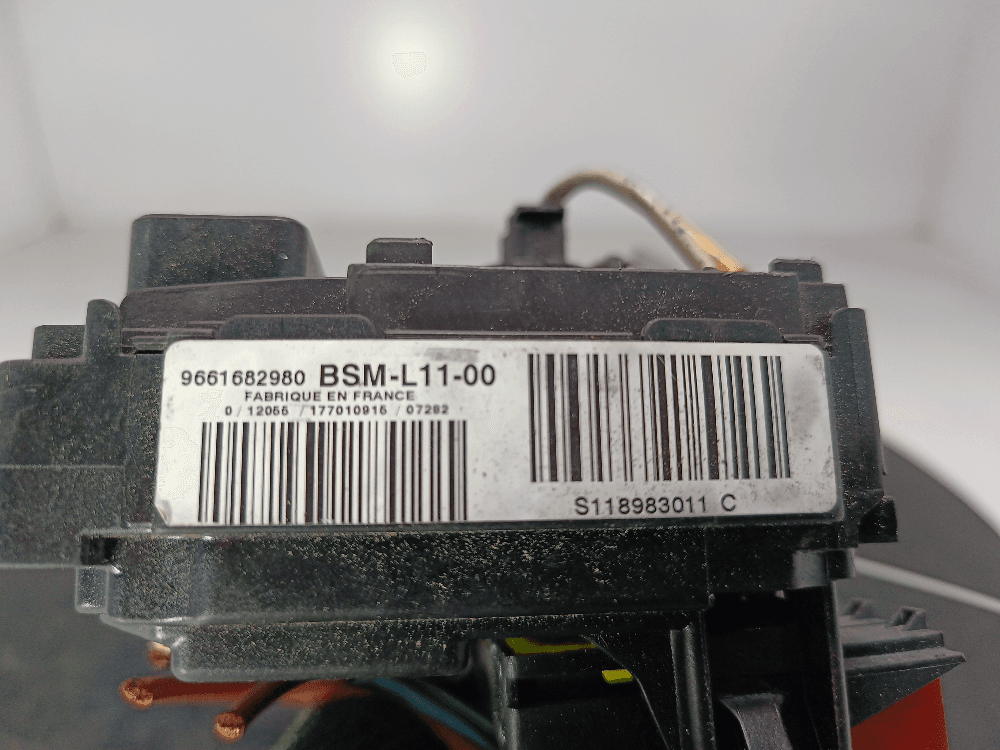 9661682980 BSM-L11-00
FABRIQUE EN FRANCE
0 / 12055 / 177010915 / 07282
S118983011 C